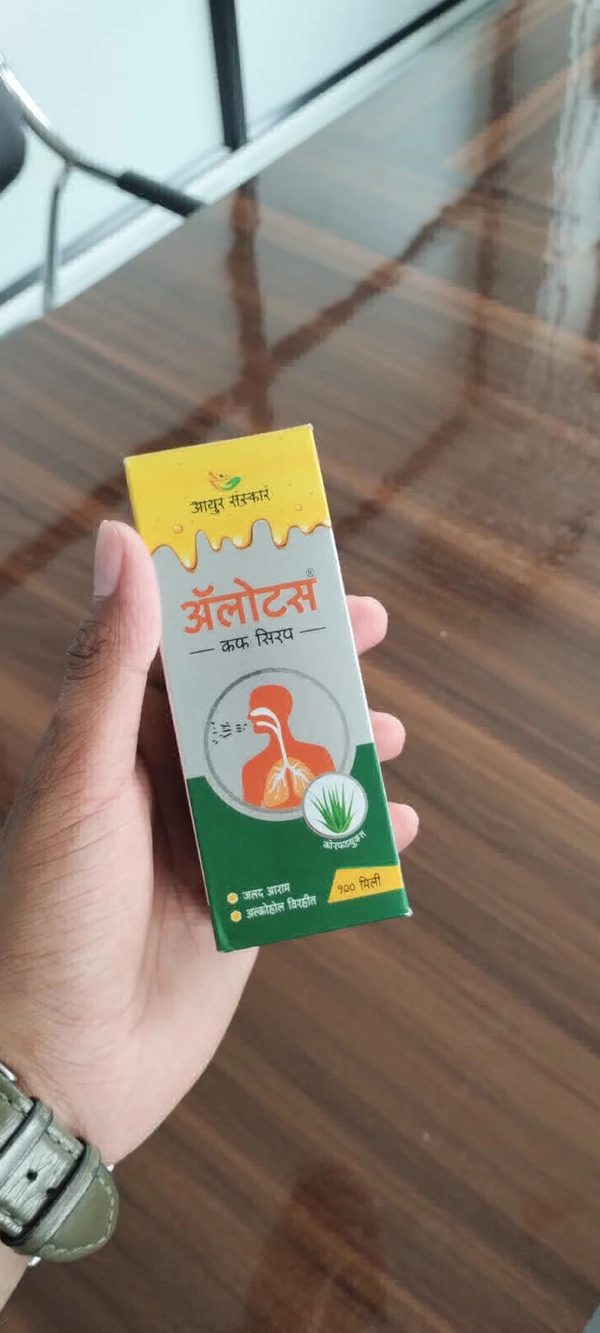 आयुर संस्कार
ॲलोटस®
कफ सिरप
कोरफडयुक्त
जलद आराम
अल्कोहोल विरहीत
१०० मिली